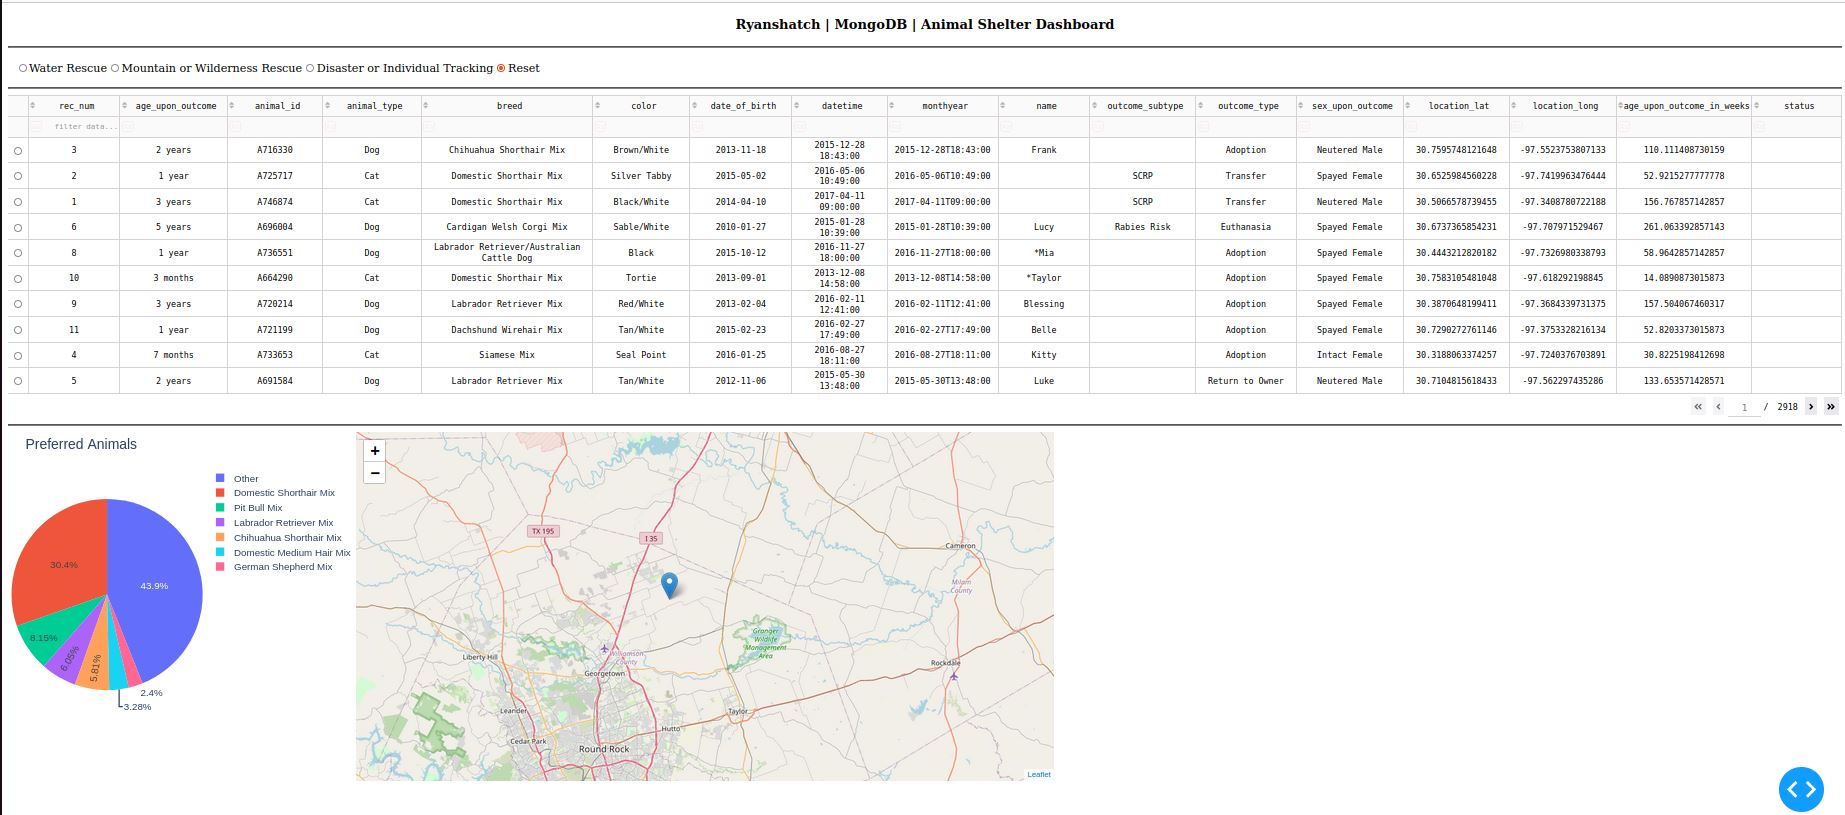 Ryanshatch | MongoDB | Animal Shelter Dashboard
Water Rescue Mountain or Wilderness Rescue Disaster or Individual Tracking Reset
rec_num age_upon_outcome animal_id animal_type breed color date_of_birth datetime monthyear name outcome_subtype outcome_type sex_upon_outcome location_lat location_long age_upon_outcome_in_weeks status
filter data...
3 2 years A716330 Dog Chihuahua Shorthair Mix Brown/White 2013-11-18 2015-12-28 18:43:00 2015-12-28T18:43:00 Frank Adoption Neutered Male 30.7595748121648 -97.5523753807133 110.111408730159
2 1 year A725717 Cat Domestic Shorthair Mix Silver Tabby 2015-05-02 2016-05-06 10:49:00 2016-05-06T10:49:00 SCRP Transfer Spayed Female 30.6525984560228 -97.7419963476444 52.9215277777778
1 3 years A746874 Cat Domestic Shorthair Mix Black/White 2014-04-10 2017-04-11 09:00:00 2017-04-11T09:00:00 SCRP Transfer Neutered Male 30.5066578739455 -97.3408780722188 156.767857142857
6 5 years A696004 Dog Cardigan Welsh Corgi Mix Sable/White 2010-01-27 2015-01-28 10:39:00 2015-01-28T10:39:00 Lucy Rabies Risk Euthanasia Spayed Female 30.6737365854231 -97.707971529467 261.063392857143
8 1 year A736551 Dog Labrador Retriever/Australian Cattle Dog Black 2015-10-12 2016-11-27 18:00:00 2016-11-27T18:00:00 *Mia Adoption Spayed Female 30.4443212820182 -97.7326980338793 58.9642857142857
10 3 months A664290 Cat Domestic Shorthair Mix Tortie 2013-09-01 2013-12-08 14:58:00 2013-12-08T14:58:00 *Taylor Adoption Spayed Female 30.7583105481048 -97.618292198845 14.0890873015873
9 3 years A720214 Dog Labrador Retriever Mix Red/White 2013-02-04 2016-02-11 12:41:00 2016-02-11T12:41:00 Blessing Adoption Spayed Female 30.3870648199411 -97.3684339731375 157.504067460317
11 1 year A721199 Dog Dachshund Wirehair Mix Tan/White 2015-02-23 2016-02-27 17:49:00 2016-02-27T17:49:00 Belle Adoption Spayed Female 30.7290272761146 -97.3753328216134 52.8203373015873
4 7 months A733653 Cat Siamese Mix Seal Point 2016-01-25 2016-08-27 18:11:00 2016-08-27T18:11:00 Kitty Adoption Intact Female 30.3188063374257 -97.7240376703891 30.8225198412698
5 2 years A691584 Dog Labrador Retriever Mix Tan/White 2012-11-06 2015-05-30 13:48:00 2015-05-30T13:48:00 Luke Return to Owner Neutered Male 30.7104815618433 -97.562297435286 133.653571428571
« ‹ 1 / 2918 › »
Preferred Animals
Other
Domestic Shorthair Mix
Pit Bull Mix
Labrador Retriever Mix
Chihuahua Shorthair Mix
Domestic Medium Hair Mix
German Shepherd Mix
30.4%
43.9%
8.15%
6.05%
5.81%
2.4%
3.28%
+
−
TX 195
I 35
Cameron
Milam
County
Granger
Wildlife
Management
Area
Liberty Hill
Williamson
County
Georgetown
Rockdale
Leander
Taylor
Hutto
Cedar Park
Round Rock
Leaflet